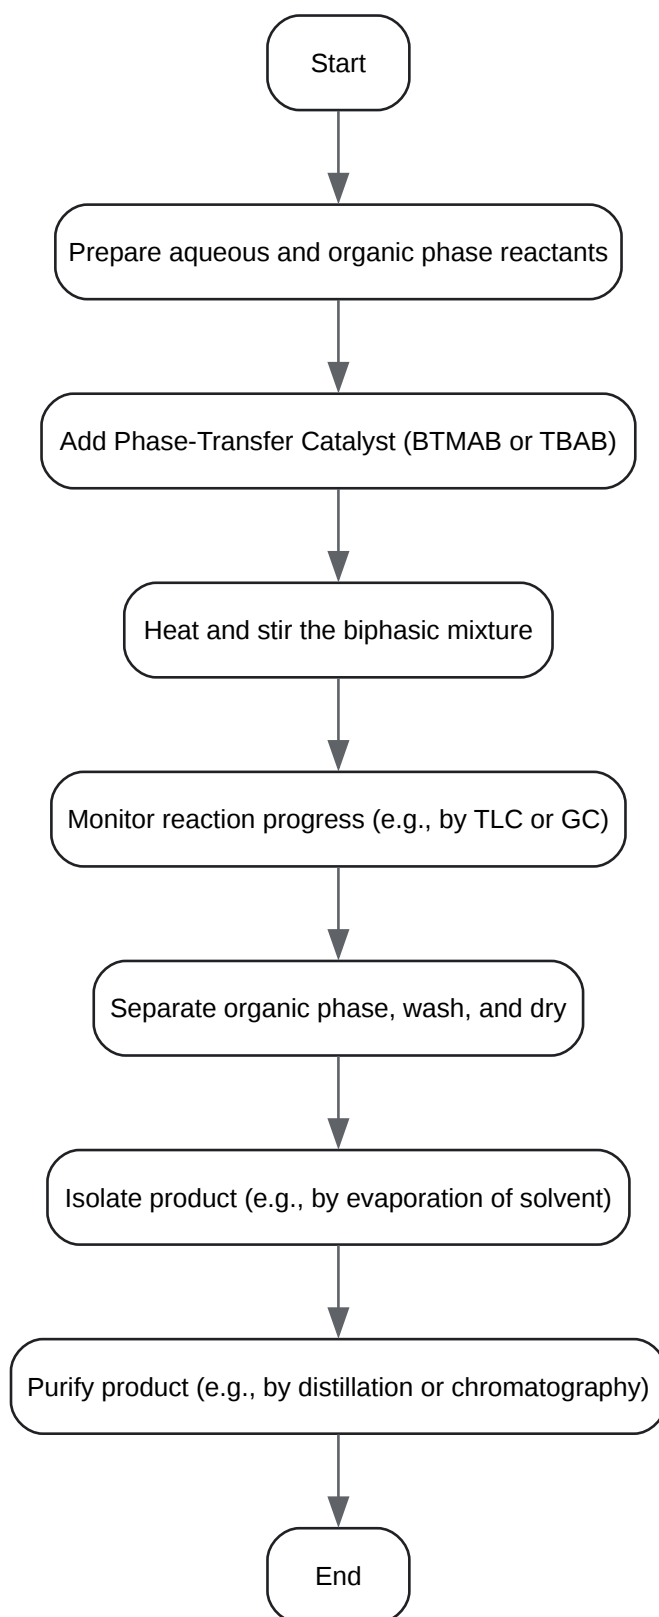 Start
Prepare aqueous and organic phase reactants
Add Phase-Transfer Catalyst (BTMAB or TBAB)
Heat and stir the biphasic mixture
Monitor reaction progress (e.g., by TLC or GC)
Separate organic phase, wash, and dry
Isolate product (e.g., by evaporation of solvent)
Purify product (e.g., by distillation or chromatography)
End